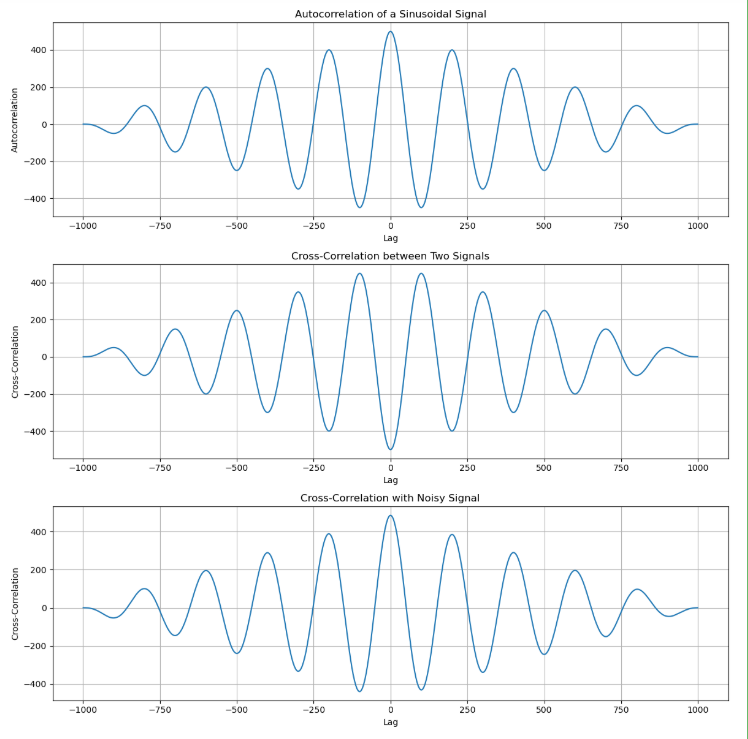 Autocorrelation of a Sinusoidal Signal
400
200
0
−200
−400
Autocorrelation
−1000 −750 −500 −250 0 250 500 750 1000
Lag
Cross-Correlation between Two Signals
400
200
0
−200
−400
Cross-Correlation
−1000 −750 −500 −250 0 250 500 750 1000
Lag
Cross-Correlation with Noisy Signal
400
200
0
−200
−400
Cross-Correlation
−1000 −750 −500 −250 0 250 500 750 1000
Lag